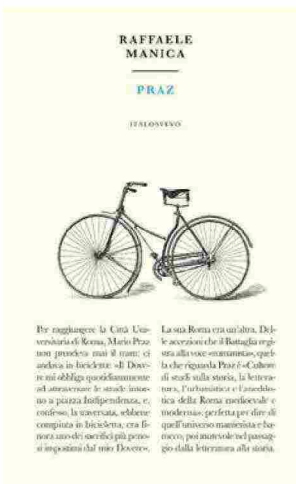 RAFFAELE
MANICA
PRAZ
ITALOSVEVO
Per raggiungere la Città Uni-
versitaria di Roma, Mario Praz
non prendeva mai il tram: ci
andava in bicicletta: «Il Dove-
re mi obbliga quotidianamente
ad attraversare le strade intor-
no a piazza Indipendenza, e,
confesso, la traversata, sebbene
compiuta in bicicletta, era fi-
nora uno dei sacrifici più peno-
si impostimi dal mio Dovere».
La sua Roma era un'altra. Del-
le accezioni che il Battaglia regi-
stra alla voce «romanista», quel-
la che riguarda Praz è «Cultore
di studi sulla storia, la lettera-
tura, l'urbanistica e l'aneddo-
tica della Roma medioevale e
moderna»: perfetta per dire di
quell'universo manierista e ba-
rocco, poi mutevole nel passag-
gio dalla letteratura alla storia.